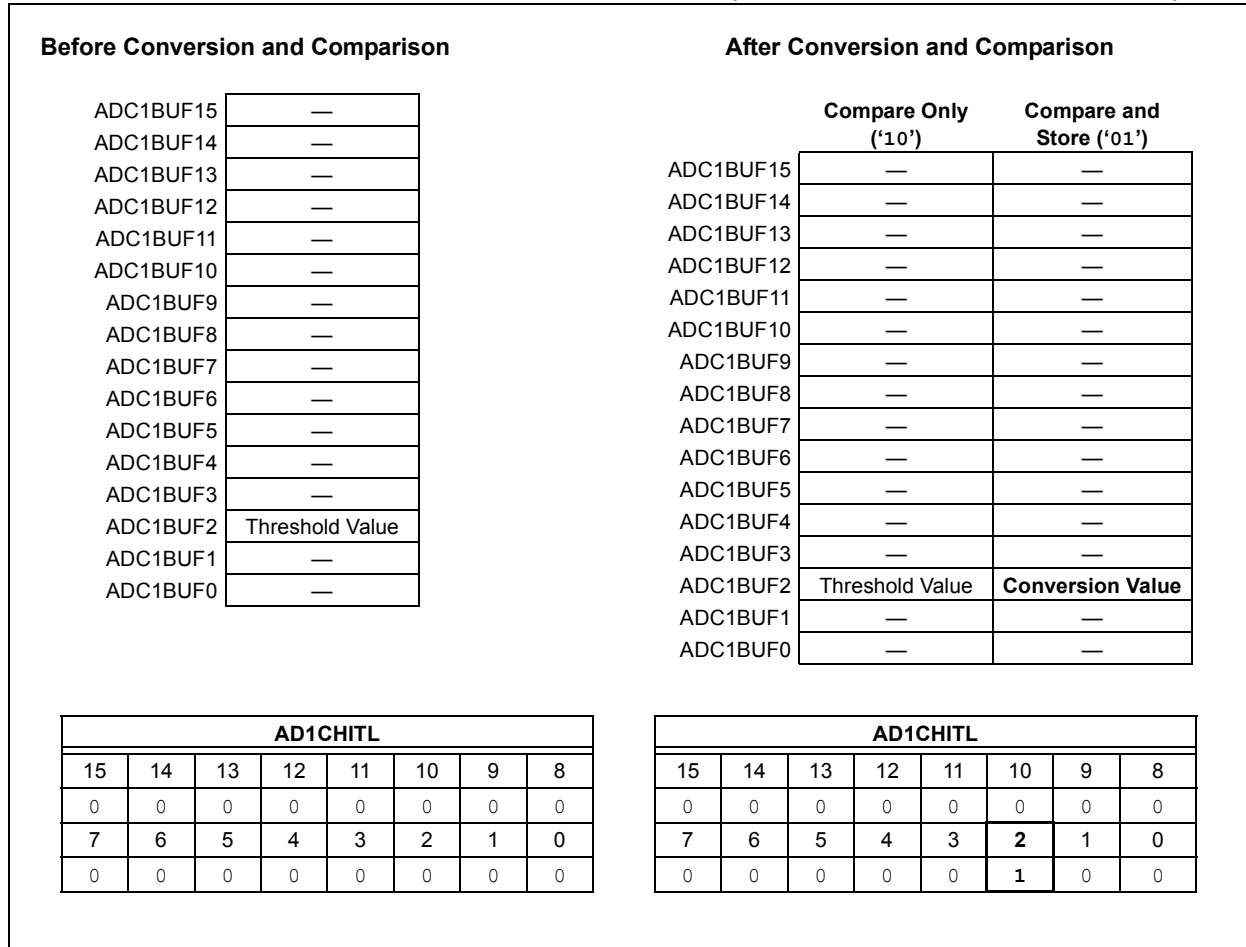 Before Conversion and Comparison
ADC1BUF15 —
ADC1BUF14 —
ADC1BUF13 —
ADC1BUF12 —
ADC1BUF11 —
ADC1BUF10 —
ADC1BUF9 —
ADC1BUF8 —
ADC1BUF7 —
ADC1BUF6 —
ADC1BUF5 —
ADC1BUF4 —
ADC1BUF3 —
ADC1BUF2 Threshold Value
ADC1BUF1 —
ADC1BUF0 —
After Conversion and Comparison
Compare Only Compare and
(‘10’) Store (‘01’)
ADC1BUF15 — —
ADC1BUF14 — —
ADC1BUF13 — —
ADC1BUF12 — —
ADC1BUF11 — —
ADC1BUF10 — —
ADC1BUF9 — —
ADC1BUF8 — —
ADC1BUF7 — —
ADC1BUF6 — —
ADC1BUF5 — —
ADC1BUF4 — —
ADC1BUF3 — —
ADC1BUF2 Threshold Value Conversion Value
ADC1BUF1 — —
ADC1BUF0 — —
AD1CHITL
15 14 13 12 11 10 9 8
0 0 0 0 0 0 0 0
7 6 5 4 3 2 1 0
0 0 0 0 0 0 0 0
AD1CHITL
15 14 13 12 11 10 9 8
0 0 0 0 0 0 0 0
7 6 5 4 3 2 1 0
0 0 0 0 0 1 0 0